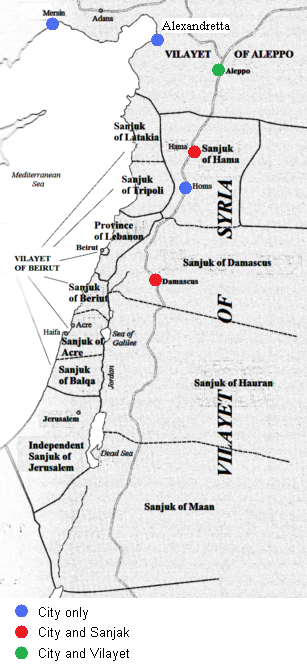 Mersin
Adana
Alexandretta
VILAYET OF ALEPPO
Aleppo
Sanjuk
of Latakia
Hama
Sanjuk
of Hama
Mediterranean
Sea
Sanjuk
of Tripoli
Homs
Province
of Lebanon
Beirut
VILAYET
OF BEIRUT
Sanjuk of Damascus
Damascus
Sanjuk
of Beriut
Acre
Haifa
Sea of
Galilee
Sanjuk of
Acre
Sanjuk
of Balqa
Jordan
Sanjuk of Hauran
VILAYET OF SYRIA
Jerusalem
Independent
Sanjuk of
Jerusalem
Dead Sea
Sanjuk of Maan
City only
City and Sanjak
City and Vilayet